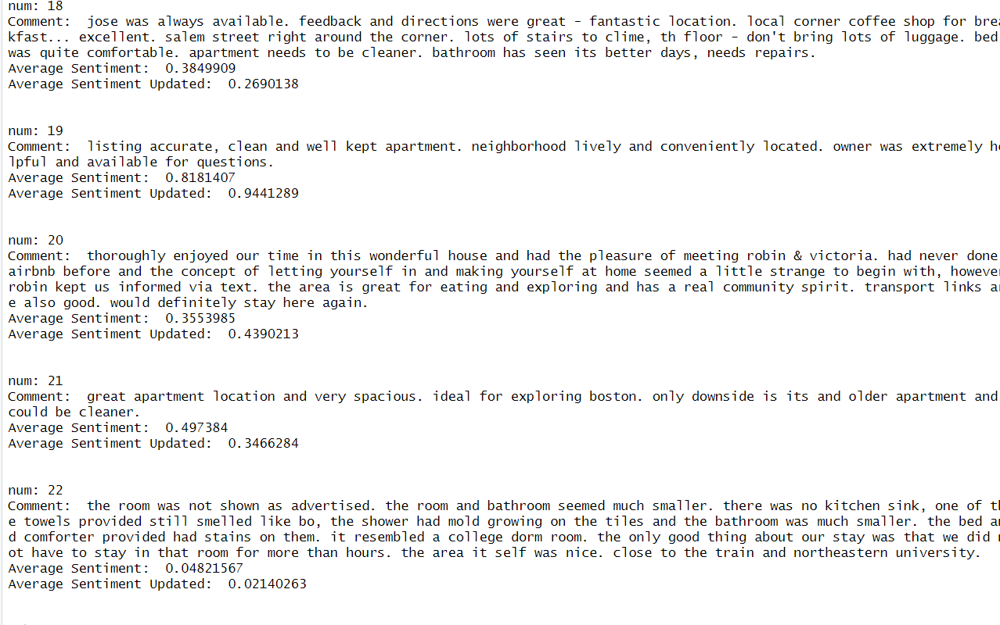 num: 18
Comment:  jose was always available. feedback and directions were great - fantastic location. local corner coffee shop for brea
kfast... excellent. salem street right around the corner. lots of stairs to clime, th floor - don't bring lots of luggage. bed
was quite comfortable. apartment needs to be cleaner. bathroom has seen its better days, needs repairs.
Average Sentiment:  0.3849909
Average Sentiment Updated:  0.2690138
num: 19
Comment:  listing accurate, clean and well kept apartment. neighborhood lively and conveniently located. owner was extremely he
lpful and available for questions.
Average Sentiment:  0.8181407
Average Sentiment Updated:  0.9441289
num: 20
Comment:  thoroughly enjoyed our time in this wonderful house and had the pleasure of meeting robin & victoria. had never done
airbnb before and the concept of letting yourself in and making yourself at home seemed a little strange to begin with, however
robin kept us informed via text. the area is great for eating and exploring and has a real community spirit. transport links ar
e also good. would definitely stay here again.
Average Sentiment:  0.3553985
Average Sentiment Updated:  0.4390213
num: 21
Comment:  great apartment location and very spacious. ideal for exploring boston. only downside is its and older apartment and
could be cleaner.
Average Sentiment:  0.497384
Average Sentiment Updated:  0.3466284
num: 22
Comment:  the room was not shown as advertised. the room and bathroom seemed much smaller. there was no kitchen sink, one of th
e towels provided still smelled like bo, the shower had mold growing on the tiles and the bathroom was much smaller. the bed an
d comforter provided had stains on them. it resembled a college dorm room. the only good thing about our stay was that we did n
ot have to stay in that room for more than hours. the area it self was nice. close to the train and northeastern university.
Average Sentiment:  0.04821567
Average Sentiment Updated:  0.02140263